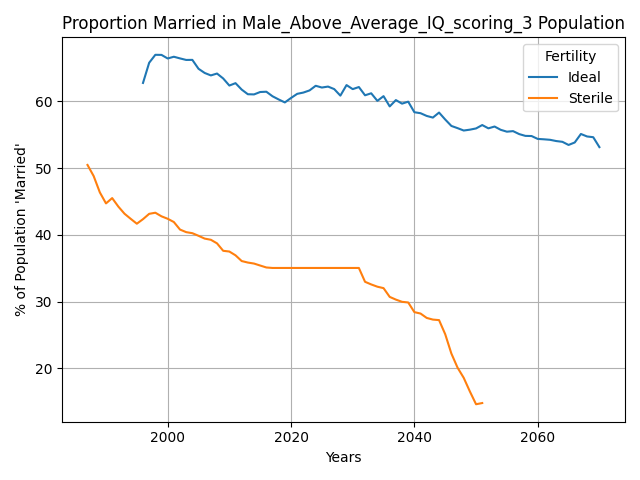 Proportion Married in Male_Above_Average_IQ_scoring_3 Population
% of Population 'Married'
60
50
40
30
20
Fertility
Ideal
Sterile
2000
2020
2040
2060
Years